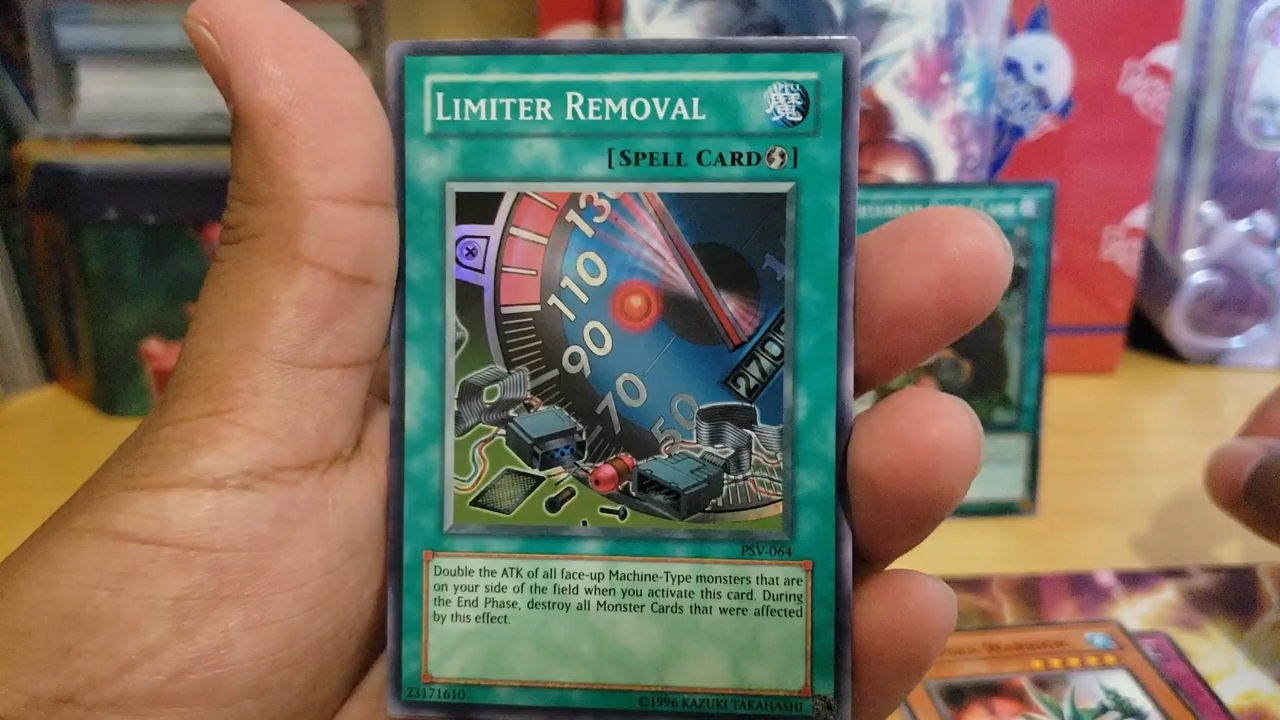 LIMITER REMOVAL
魔
[SPELL CARD]
130
110
90
70
50
270
PSV-064
Double the ATK of all face-up Machine-Type monsters that are
on your side of the field when you activate this card. During
the End Phase, destroy all Monster Cards that were affected
by this effect.
23171610
©1996 KAZUKI TAKAHASHI
WARRIOR